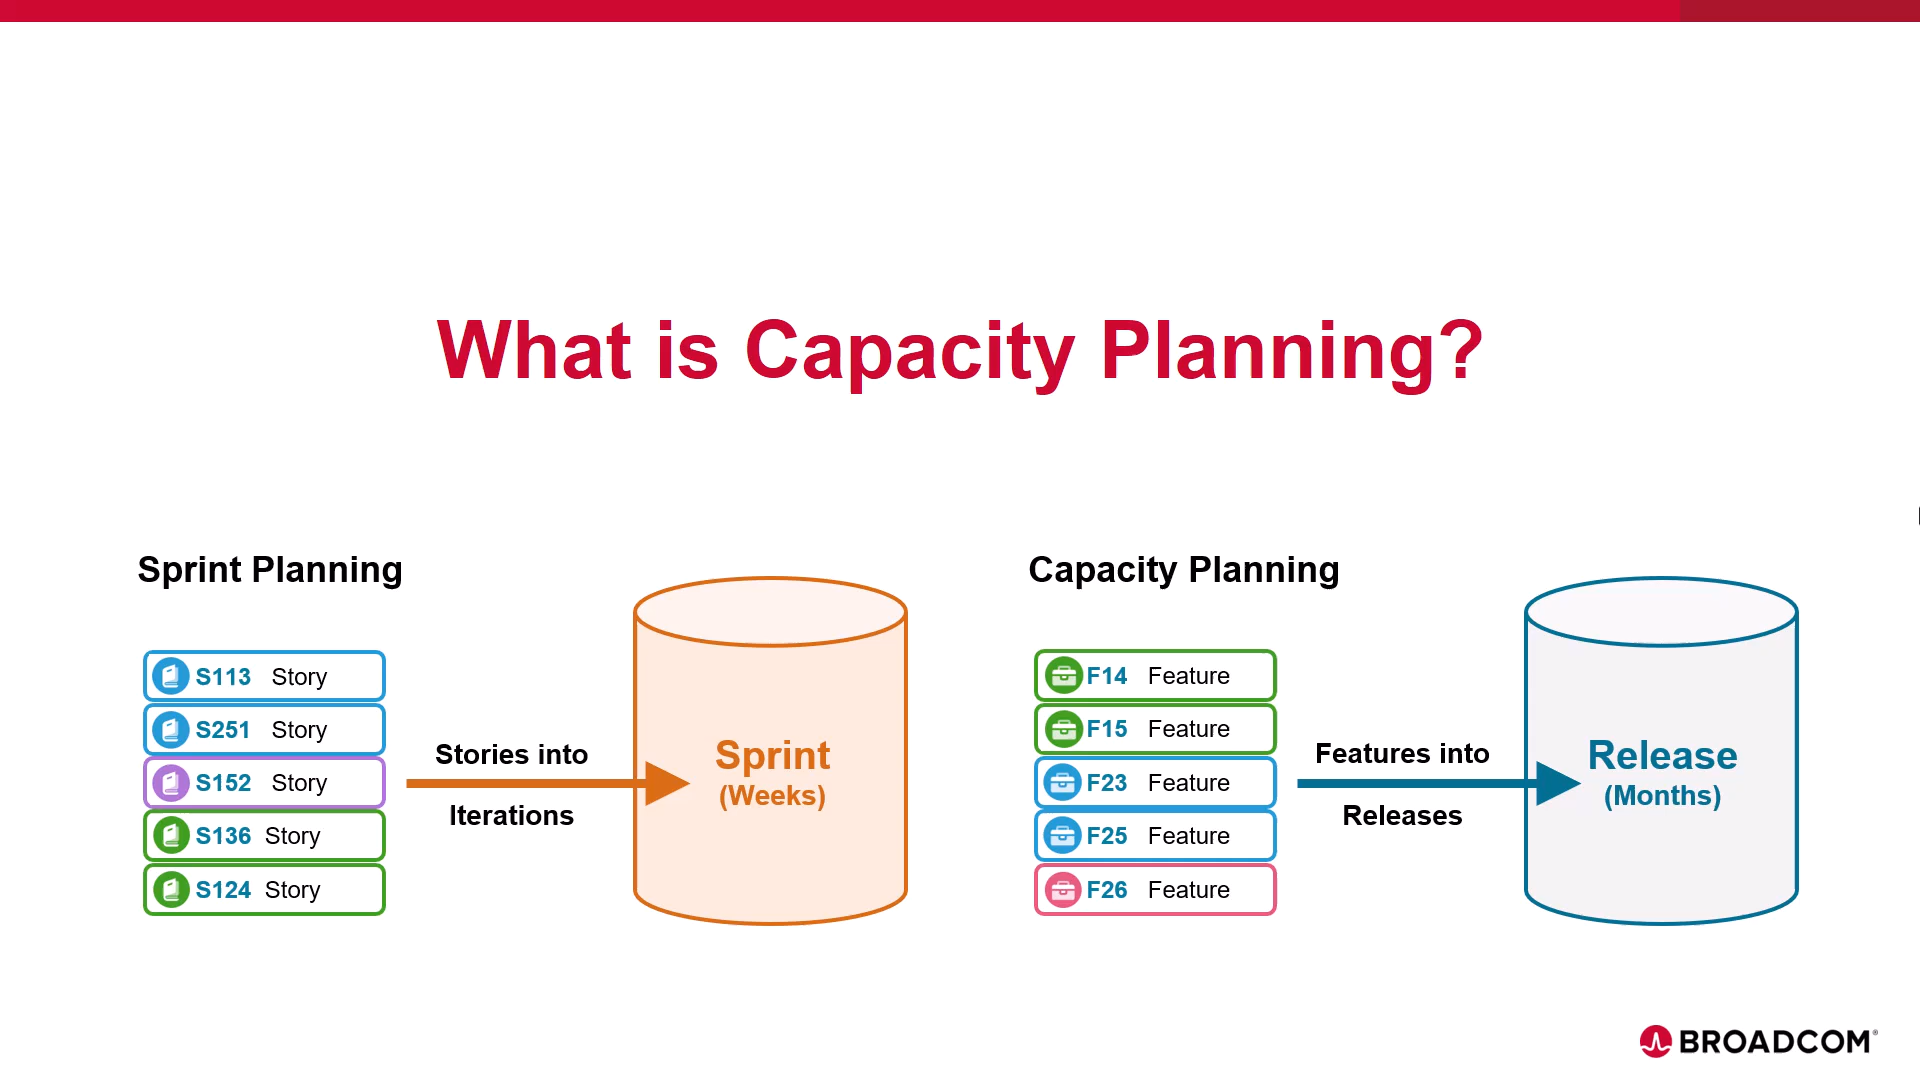 What is Capacity Planning?
Sprint Planning
S113 Story
S251 Story
S152 Story
S136 Story
S124 Story
Stories into
Iterations
Sprint
(Weeks)
Capacity Planning
F14 Feature
F15 Feature
F23 Feature
F25 Feature
F26 Feature
Features into
Releases
Release
(Months)
BROADCOM®